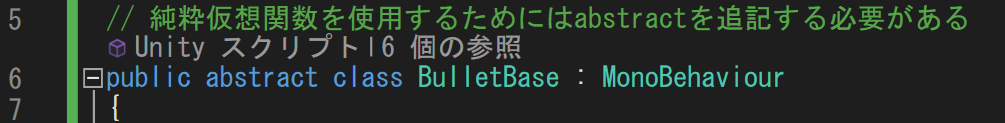 5 // 純粋仮想関数を使用するためにはabstractを追記する必要がある
Unity スクリプト|6 個の参照
6 public abstract class BulletBase : MonoBehaviour
7 {